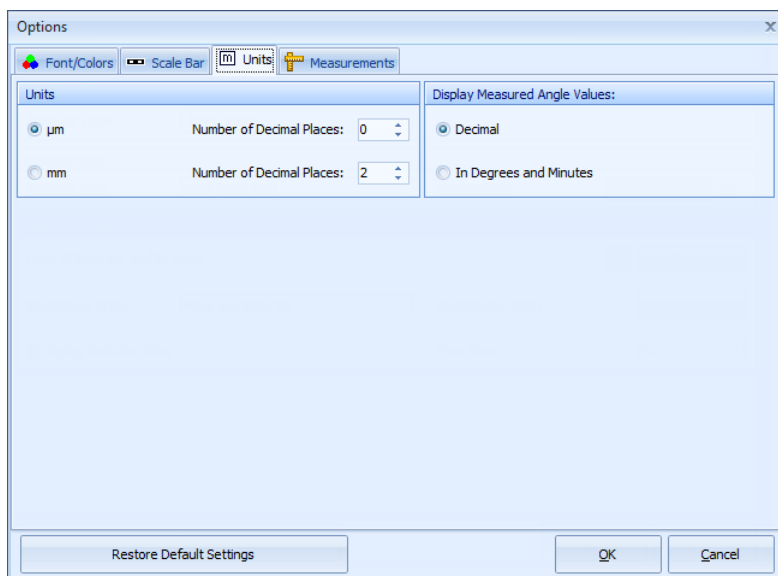 Options x
Font/Colors Scale Bar m Units Measurements
Units
µm Number of Decimal Places: 0
mm Number of Decimal Places: 2
Display Measured Angle Values:
Decimal
In Degrees and Minutes
Restore Default Settings OK Cancel